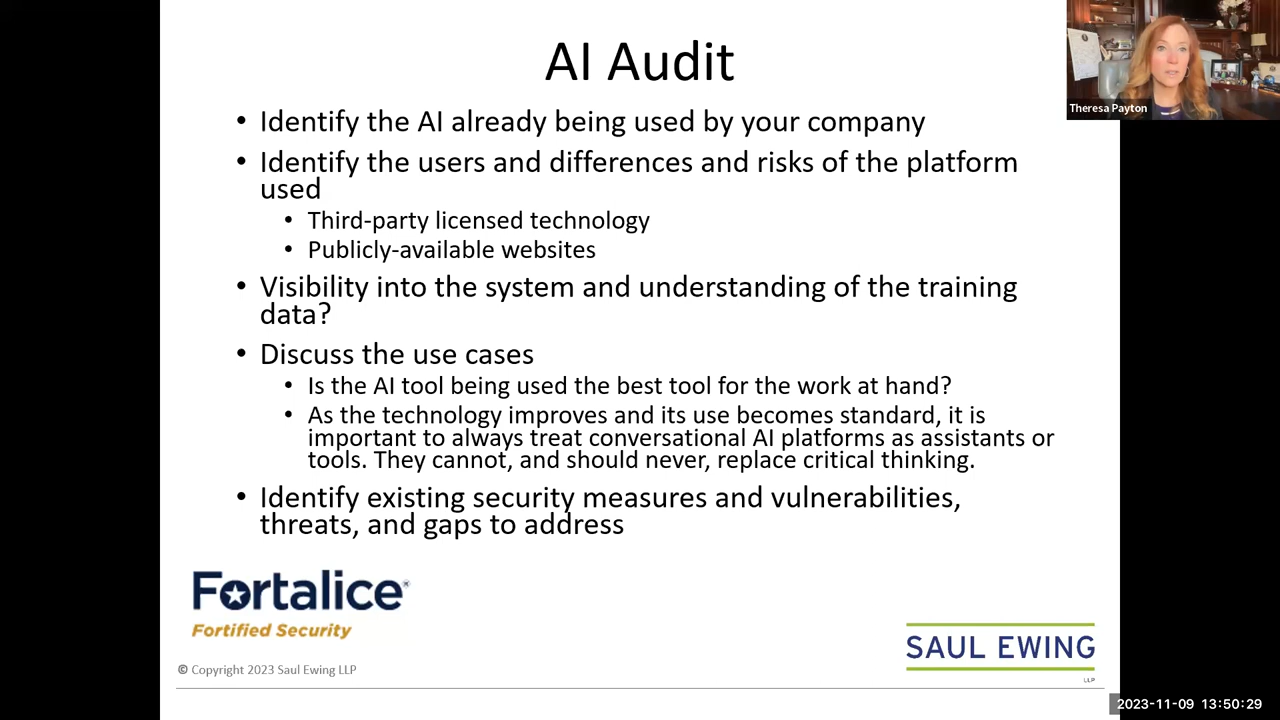 AI Audit
Theresa Payton
• Identify the AI already being used by your company
• Identify the users and differences and risks of the platform
used
• Third-party licensed technology
• Publicly-available websites
• Visibility into the system and understanding of the training
data?
• Discuss the use cases
• Is the AI tool being used the best tool for the work at hand?
• As the technology improves and its use becomes standard, it is
important to always treat conversational AI platforms as assistants or
tools. They cannot, and should never, replace critical thinking.
• Identify existing security measures and vulnerabilities,
threats, and gaps to address
Fortalice®
Fortified Security
SAUL EWING
LLP
© Copyright 2023 Saul Ewing LLP
2023-11-09 13:50:29